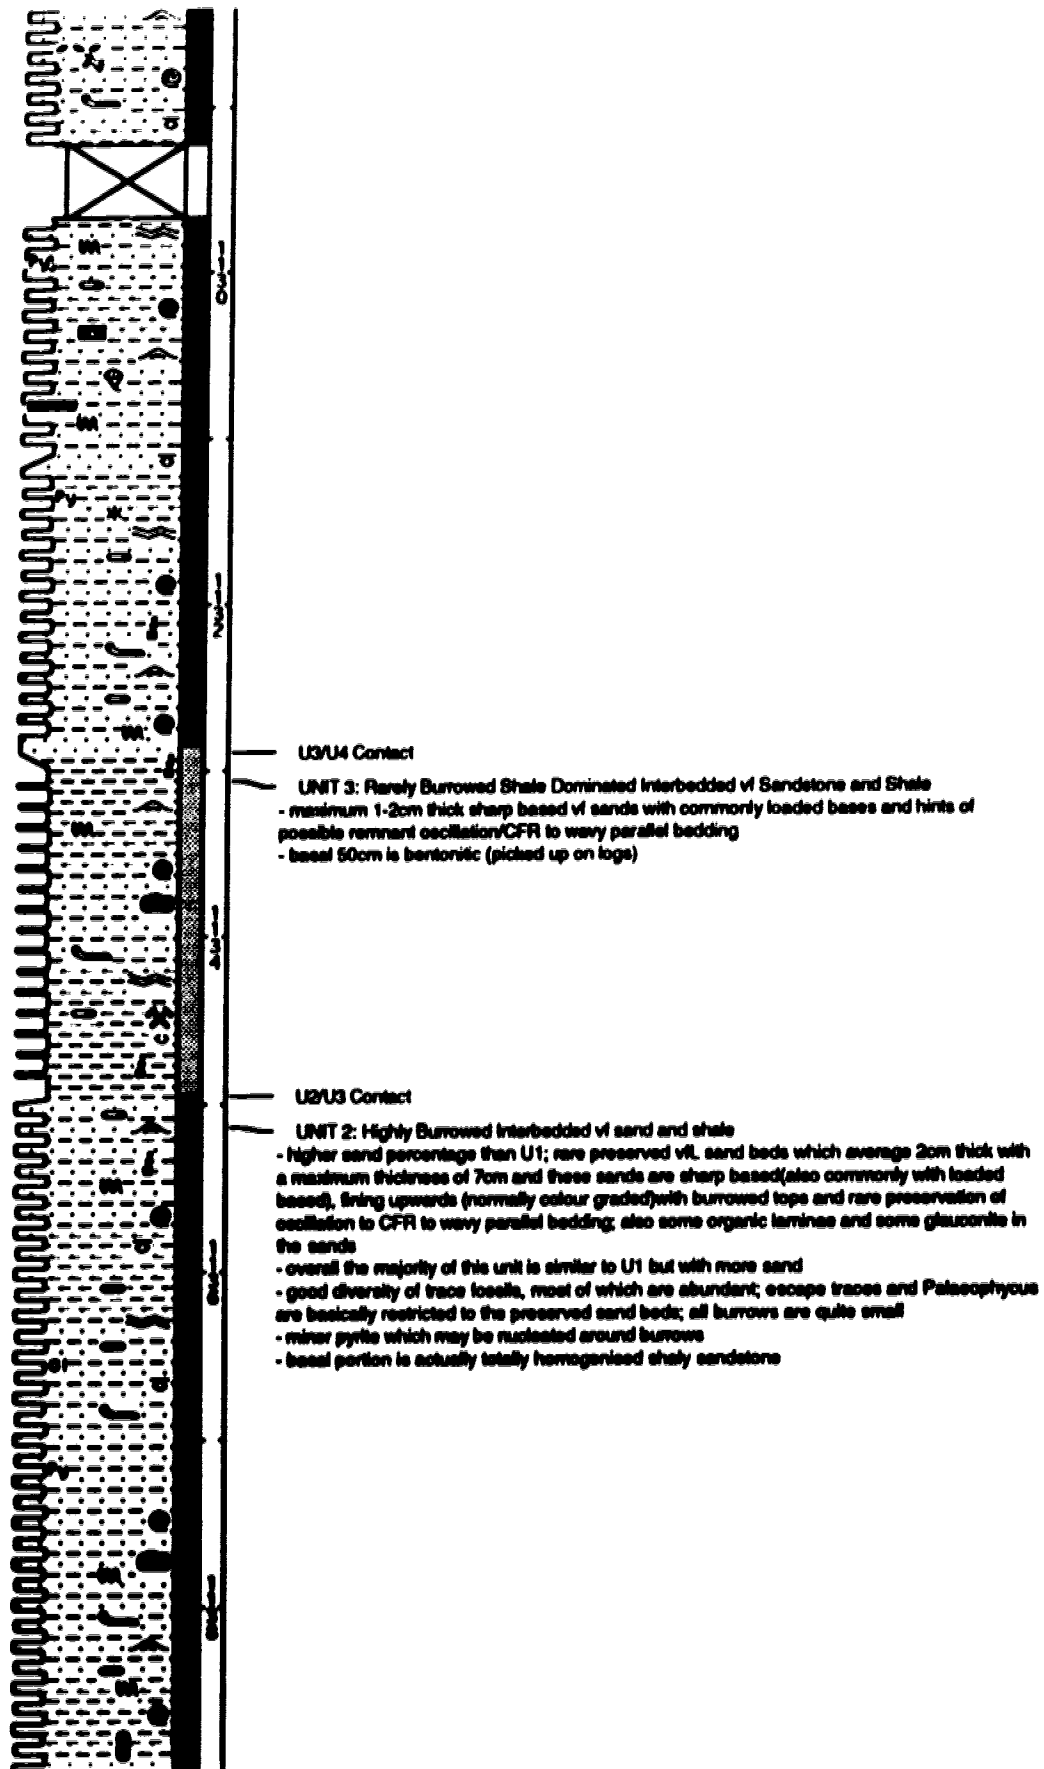 U3/U4 Contact
UNIT 3: Rarely Burrowed Shale Dominated Interbedded vf Sandstone and Shale
- maximum 1-2cm thick sharp based vf sands with commonly loaded bases and hints of
possible remnant oscillation/CFR to wavy parallel bedding
- basal 50cm is bentonitic (picked up on logs)
U2/U3 Contact
UNIT 2: Highly Burrowed Interbedded vf sand and shale
- higher sand percentage than U1; rare preserved vfL sand beds which average 2cm thick with
a maximum thickness of 7cm and these sands are sharp based(also commonly with loaded
based), fining upwards (normally colour graded)with burrowed tops and rare preservation of
oscillation to CFR to wavy parallel bedding; also some organic laminae and some glauconite in
the sands
- overall the majority of this unit is similar to U1 but with more sand
- good diversity of trace fossils, most of which are abundant; escape traces and Palaeophycus
are basically restricted to the preserved sand beds; all burrows are quite small
- minor pyrite which may be nucleated around burrows
- basal portion is actually totally homogenised shaly sandstone
Py